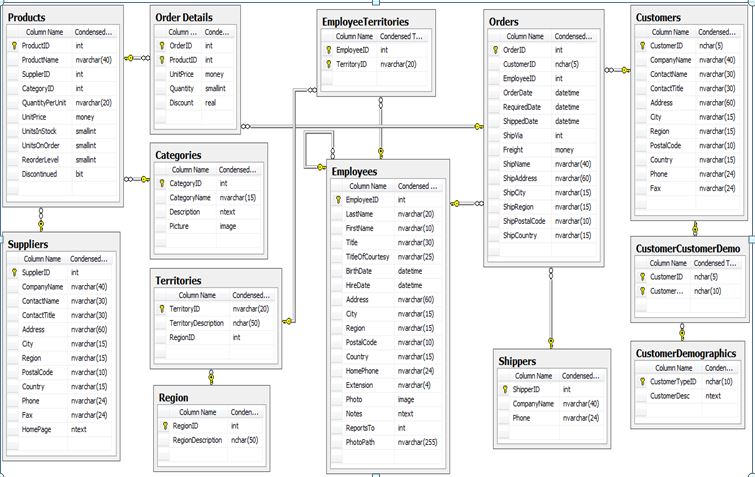 Products
Column Name Condensed...
ProductID int
ProductName nvarchar(40)
SupplierID int
CategoryID int
QuantityPerUnit nvarchar(20)
UnitPrice money
UnitsInStock smallint
UnitsOnOrder smallint
ReorderLevel smallint
Discontinued bit
Order Details
Column ... Conde...
OrderID int
ProductID int
UnitPrice money
Quantity smallint
Discount real
EmployeeTerritories
Column Name Condensed T...
EmployeeID int
TerritoryID nvarchar(20)
Orders
Column Name Condensed T...
OrderID int
CustomerID nchar(5)
EmployeeID int
OrderDate datetime
RequiredDate datetime
ShippedDate datetime
ShipVia int
Freight money
ShipName nvarchar(40)
ShipAddress nvarchar(60)
ShipCity nvarchar(15)
ShipRegion nvarchar(15)
ShipPostalCode nvarchar(10)
ShipCountry nvarchar(15)
Customers
Column Name Condensed...
CustomerID nchar(5)
CompanyName nvarchar(40)
ContactName nvarchar(30)
ContactTitle nvarchar(30)
Address nvarchar(60)
City nvarchar(15)
Region nvarchar(15)
PostalCode nvarchar(10)
Country nvarchar(15)
Phone nvarchar(24)
Fax nvarchar(24)
Categories
Column Name Condensed...
CategoryID int
CategoryName nvarchar(15)
Description ntext
Picture image
Employees
Column Name Condensed ...
EmployeeID int
LastName nvarchar(20)
FirstName nvarchar(10)
Title nvarchar(30)
TitleOfCourtesy nvarchar(25)
BirthDate datetime
HireDate datetime
Address nvarchar(60)
City nvarchar(15)
Region nvarchar(15)
PostalCode nvarchar(10)
Country nvarchar(15)
HomePhone nvarchar(24)
Extension nvarchar(4)
Photo image
Notes ntext
ReportsTo int
PhotoPath nvarchar(255)
Suppliers
Column Name Condensed...
SupplierID int
CompanyName nvarchar(40)
ContactName nvarchar(30)
ContactTitle nvarchar(30)
Address nvarchar(60)
City nvarchar(15)
Region nvarchar(15)
PostalCode nvarchar(10)
Country nvarchar(15)
Phone nvarchar(24)
Fax nvarchar(24)
HomePage ntext
Territories
Column Name Condensed...
TerritoryID nvarchar(20)
TerritoryDescription nchar(50)
RegionID int
Region
Column Name Conden...
RegionID int
RegionDescription nchar(50)
Shippers
Column Name Condensed...
ShipperID int
CompanyName nvarchar(40)
Phone nvarchar(24)
CustomerCustomerDemo
Column Name Condensed T...
CustomerID nchar(5)
Customer... nchar(10)
CustomerDemographics
Column Name Conden...
CustomerTypeID nchar(10)
CustomerDesc ntext